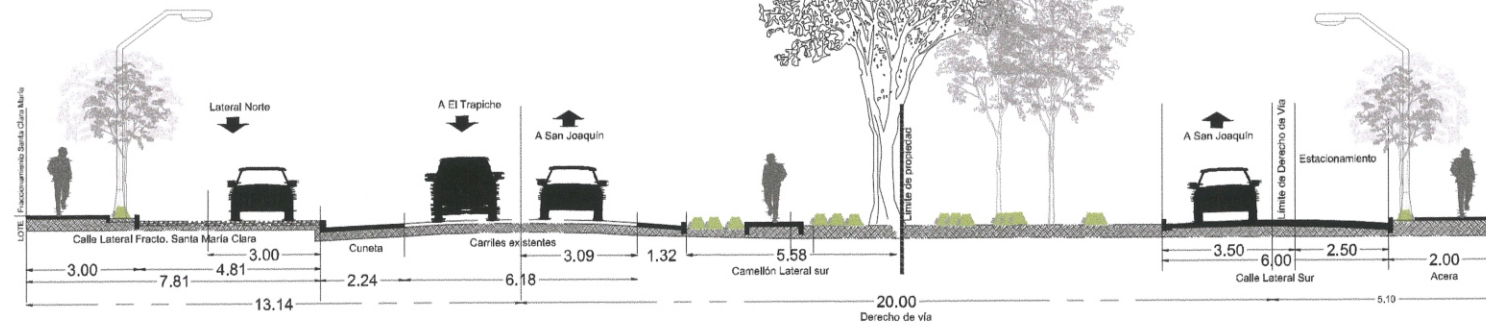 LOTE | Fraccionamiento Santa Clara María
Lateral Norte
A El Trapiche
A San Joaquín
Límite de propiedad
A San Joaquín
Límite de Derecho de Vía
Estacionamiento
Calle Lateral Fracto. Santa María Clara
Cuneta
Carriles existentes
Camellón Lateral sur
Calle Lateral Sur
Acera
3.00
3.09
1.32
5.58
3.50
2.50
3.00
4.81
6.00
2.00
7.81
2.24
6.18
13.14
20.00
5.10
Derecho de vía